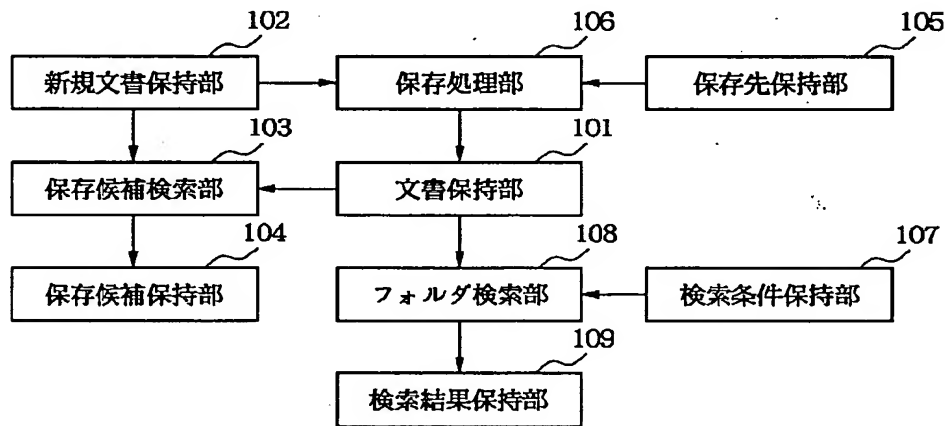 102
新規文書保持部
106
保存処理部
105
保存先保持部
103
保存候補検索部
101
文書保持部
104
保存候補保持部
108
フォルダ検索部
107
検索条件保持部
109
検索結果保持部